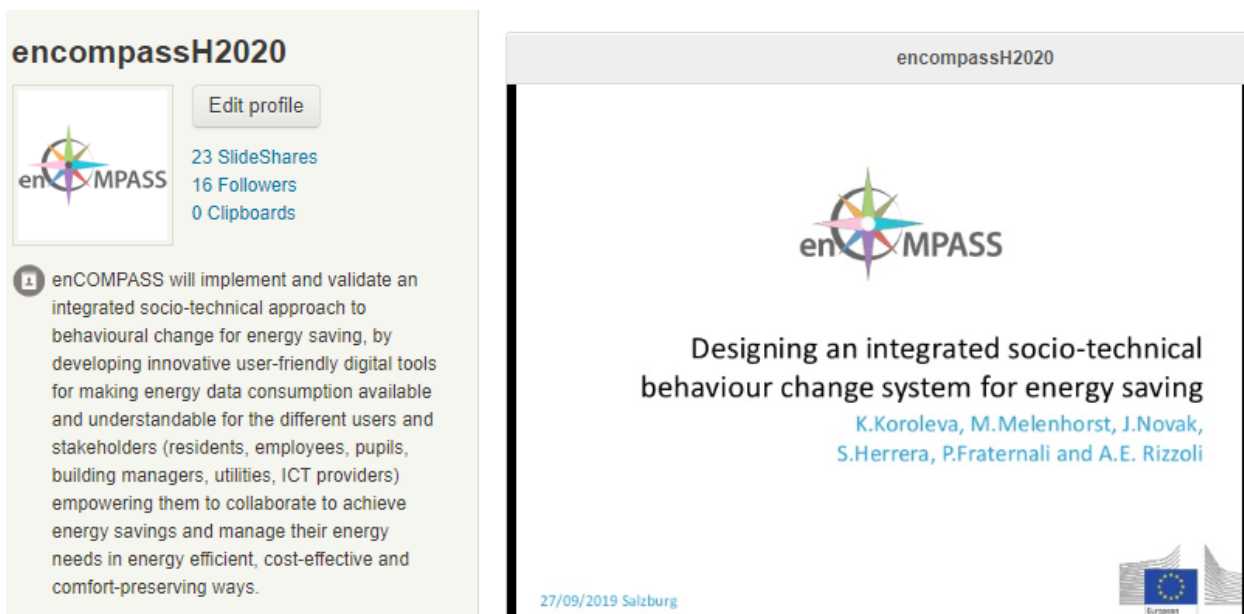 encompassH2020
enCOMPASS
Edit profile
23 SlideShares
16 Followers
0 Clipboards
enCOMPASS will implement and validate an
integrated socio-technical approach to
behavioural change for energy saving, by
developing innovative user-friendly digital tools
for making energy data consumption available
and understandable for the different users and
stakeholders (residents, employees, pupils,
building managers, utilities, ICT providers)
empowering them to collaborate to achieve
energy savings and manage their energy
needs in energy efficient, cost-effective and
comfort-preserving ways.
encompassH2020
enCOMPASS
Designing an integrated socio-technical
behaviour change system for energy saving
K.Koroleva, M.Melenhorst, J.Novak,
S.Herrera, P.Fraternali and A.E. Rizzoli
27/09/2019 Salzburg
European